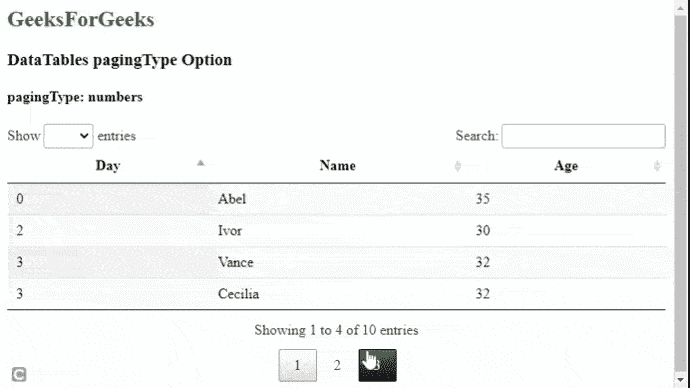 GeeksForGeeks
DataTables pagingType Option
pagingType: numbers
Show entries Search:
Day Name Age
0 Abel 35
2 Ivor 30
3 Vance 32
3 Cecilia 32
Showing 1 to 4 of 10 entries
1 2